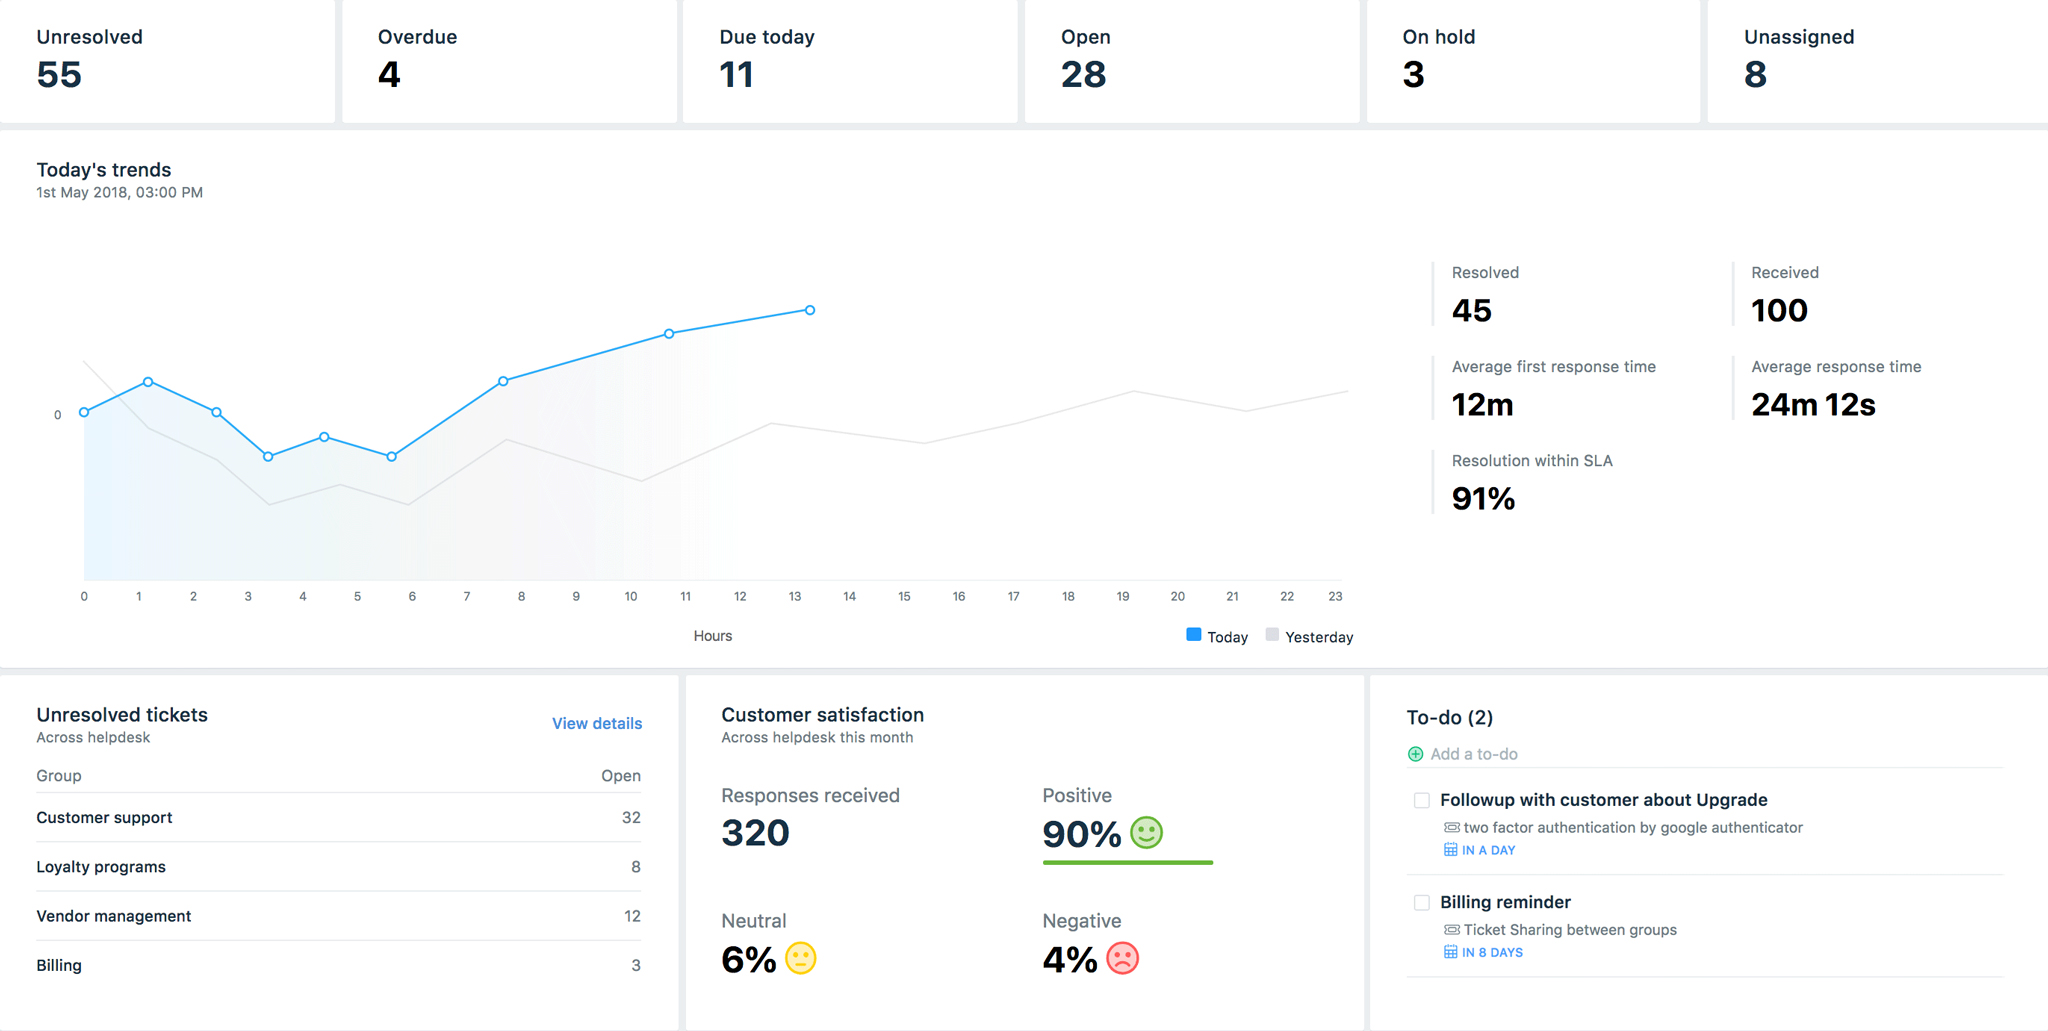 Unresolved
55
Overdue
4
Due today
11
Open
28
On hold
3
Unassigned
8
Today's trends
1st May 2018, 03:00 PM
0
0 1 2 3 4 5 6 7 8 9 10 11 12 13 14 15 16 17 18 19 20 21 22 23
Hours
Today
Yesterday
Resolved
45
Received
100
Average first response time
12m
Average response time
24m 12s
Resolution within SLA
91%
Unresolved tickets
Across helpdesk
View details
Group Open
Customer support 32
Loyalty programs 8
Vendor management 12
Billing 3
Customer satisfaction
Across helpdesk this month
Responses received
320
Positive
90%
Neutral
6%
Negative
4%
To-do (2)
Add a to-do
Followup with customer about Upgrade
two factor authentication by google authenticator
IN A DAY
Billing reminder
Ticket Sharing between groups
IN 8 DAYS